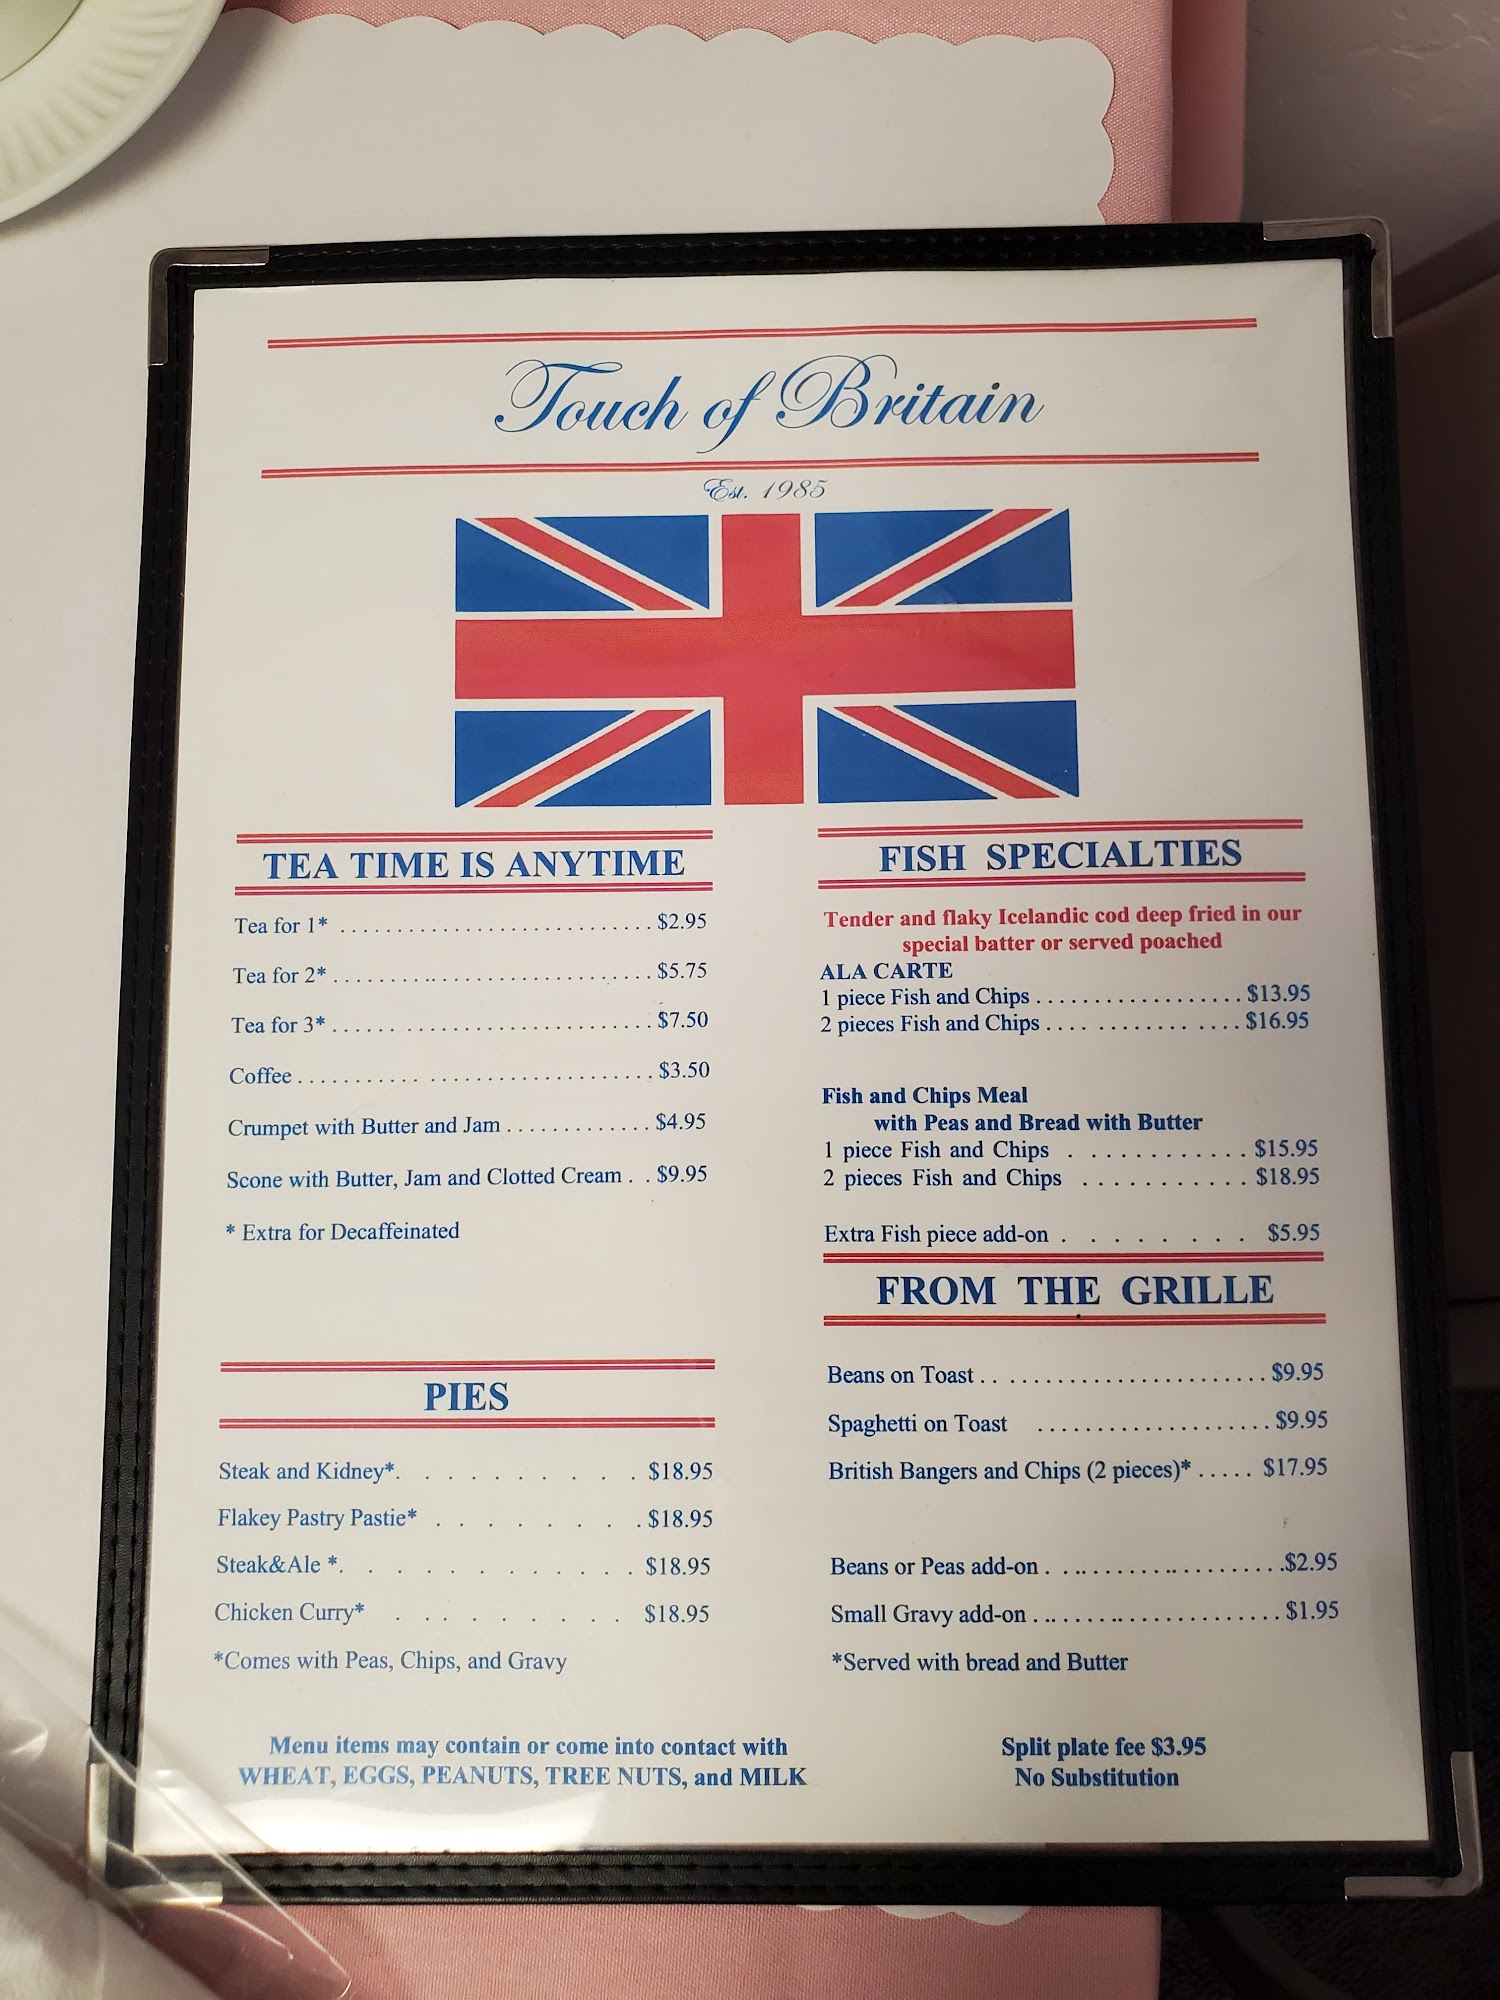 Touch of Britain
Est. 1985
TEA TIME IS ANYTIME
Tea for 1* ............................ $2.95
Tea for 2* ............................ $5.75
Tea for 3* ............................ $7.50
Coffee ................................ $3.50
Crumpet with Butter and Jam ............. $4.95
Scone with Butter, Jam and Clotted Cream . . $9.95
* Extra for Decaffeinated
PIES
Steak and Kidney*. . . . . . . . . . $18.95
Flakey Pastry Pastie* . . . . . . . . $18.95
Steak&Ale *. . . . . . . . . . . . $18.95
Chicken Curry* . . . . . . . . . $18.95
*Comes with Peas, Chips, and Gravy
FISH SPECIALTIES
Tender and flaky Icelandic cod deep fried in our
special batter or served poached
ALA CARTE
1 piece Fish and Chips .................. $13.95
2 pieces Fish and Chips .... ........ .... $16.95
Fish and Chips Meal
with Peas and Bread with Butter
1 piece Fish and Chips . ........... $15.95
2 pieces Fish and Chips ........... $18.95
Extra Fish piece add-on . . . . . . . . $5.95
FROM THE GRILLE
Beans on Toast ......................... $9.95
Spaghetti on Toast .................... $9.95
British Bangers and Chips (2 pieces)* ..... $17.95
Beans or Peas add-on ...................... $2.95
Small Gravy add-on ....................... $1.95
*Served with bread and Butter
Menu items may contain or come into contact with
WHEAT, EGGS, PEANUTS, TREE NUTS, and MILK
Split plate fee $3.95
No Substitution